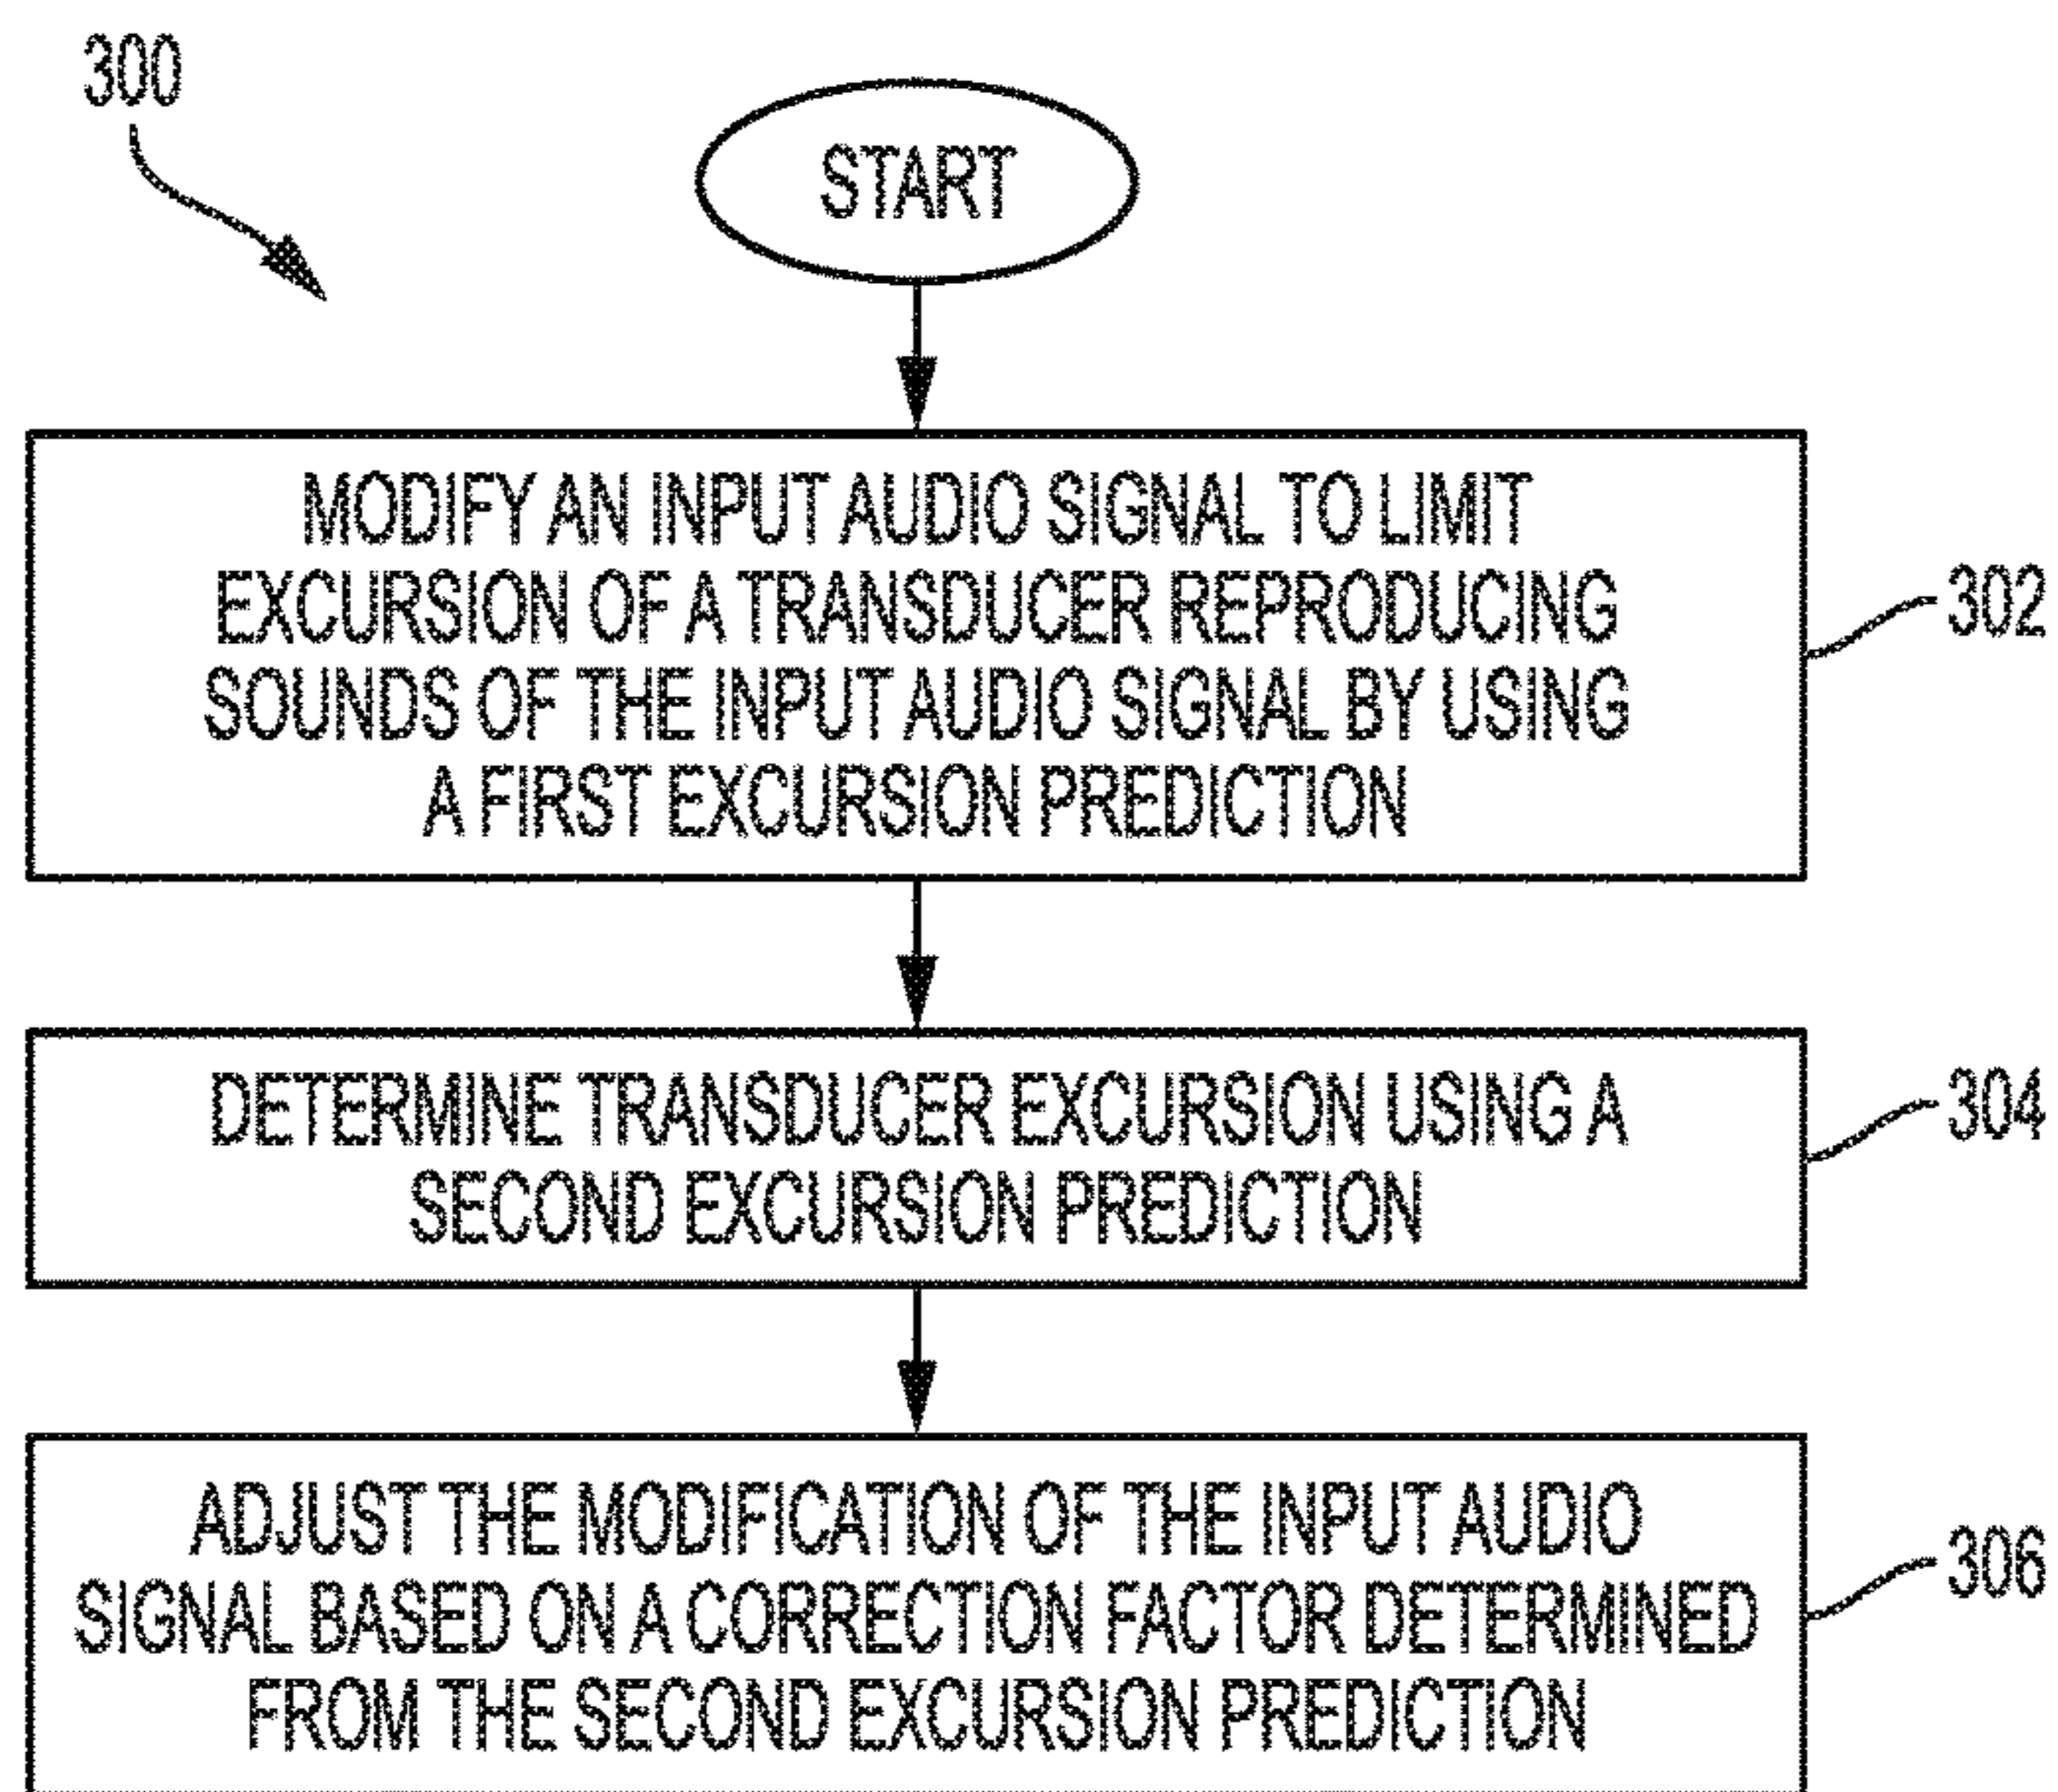 300
START
MODIFY AN INPUT AUDIO SIGNAL TO LIMIT
EXCURSION OF A TRANSDUCER REPRODUCING
SOUNDS OF THE INPUT AUDIO SIGNAL BY USING
A FIRST EXCURSION PREDICTION
302
DETERMINE TRANSDUCER EXCURSION USING A
SECOND EXCURSION PREDICTION
304
ADJUST THE MODIFICATION OF THE INPUT AUDIO
SIGNAL BASED ON A CORRECTION FACTOR DETERMINED
FROM THE SECOND EXCURSION PREDICTION
306